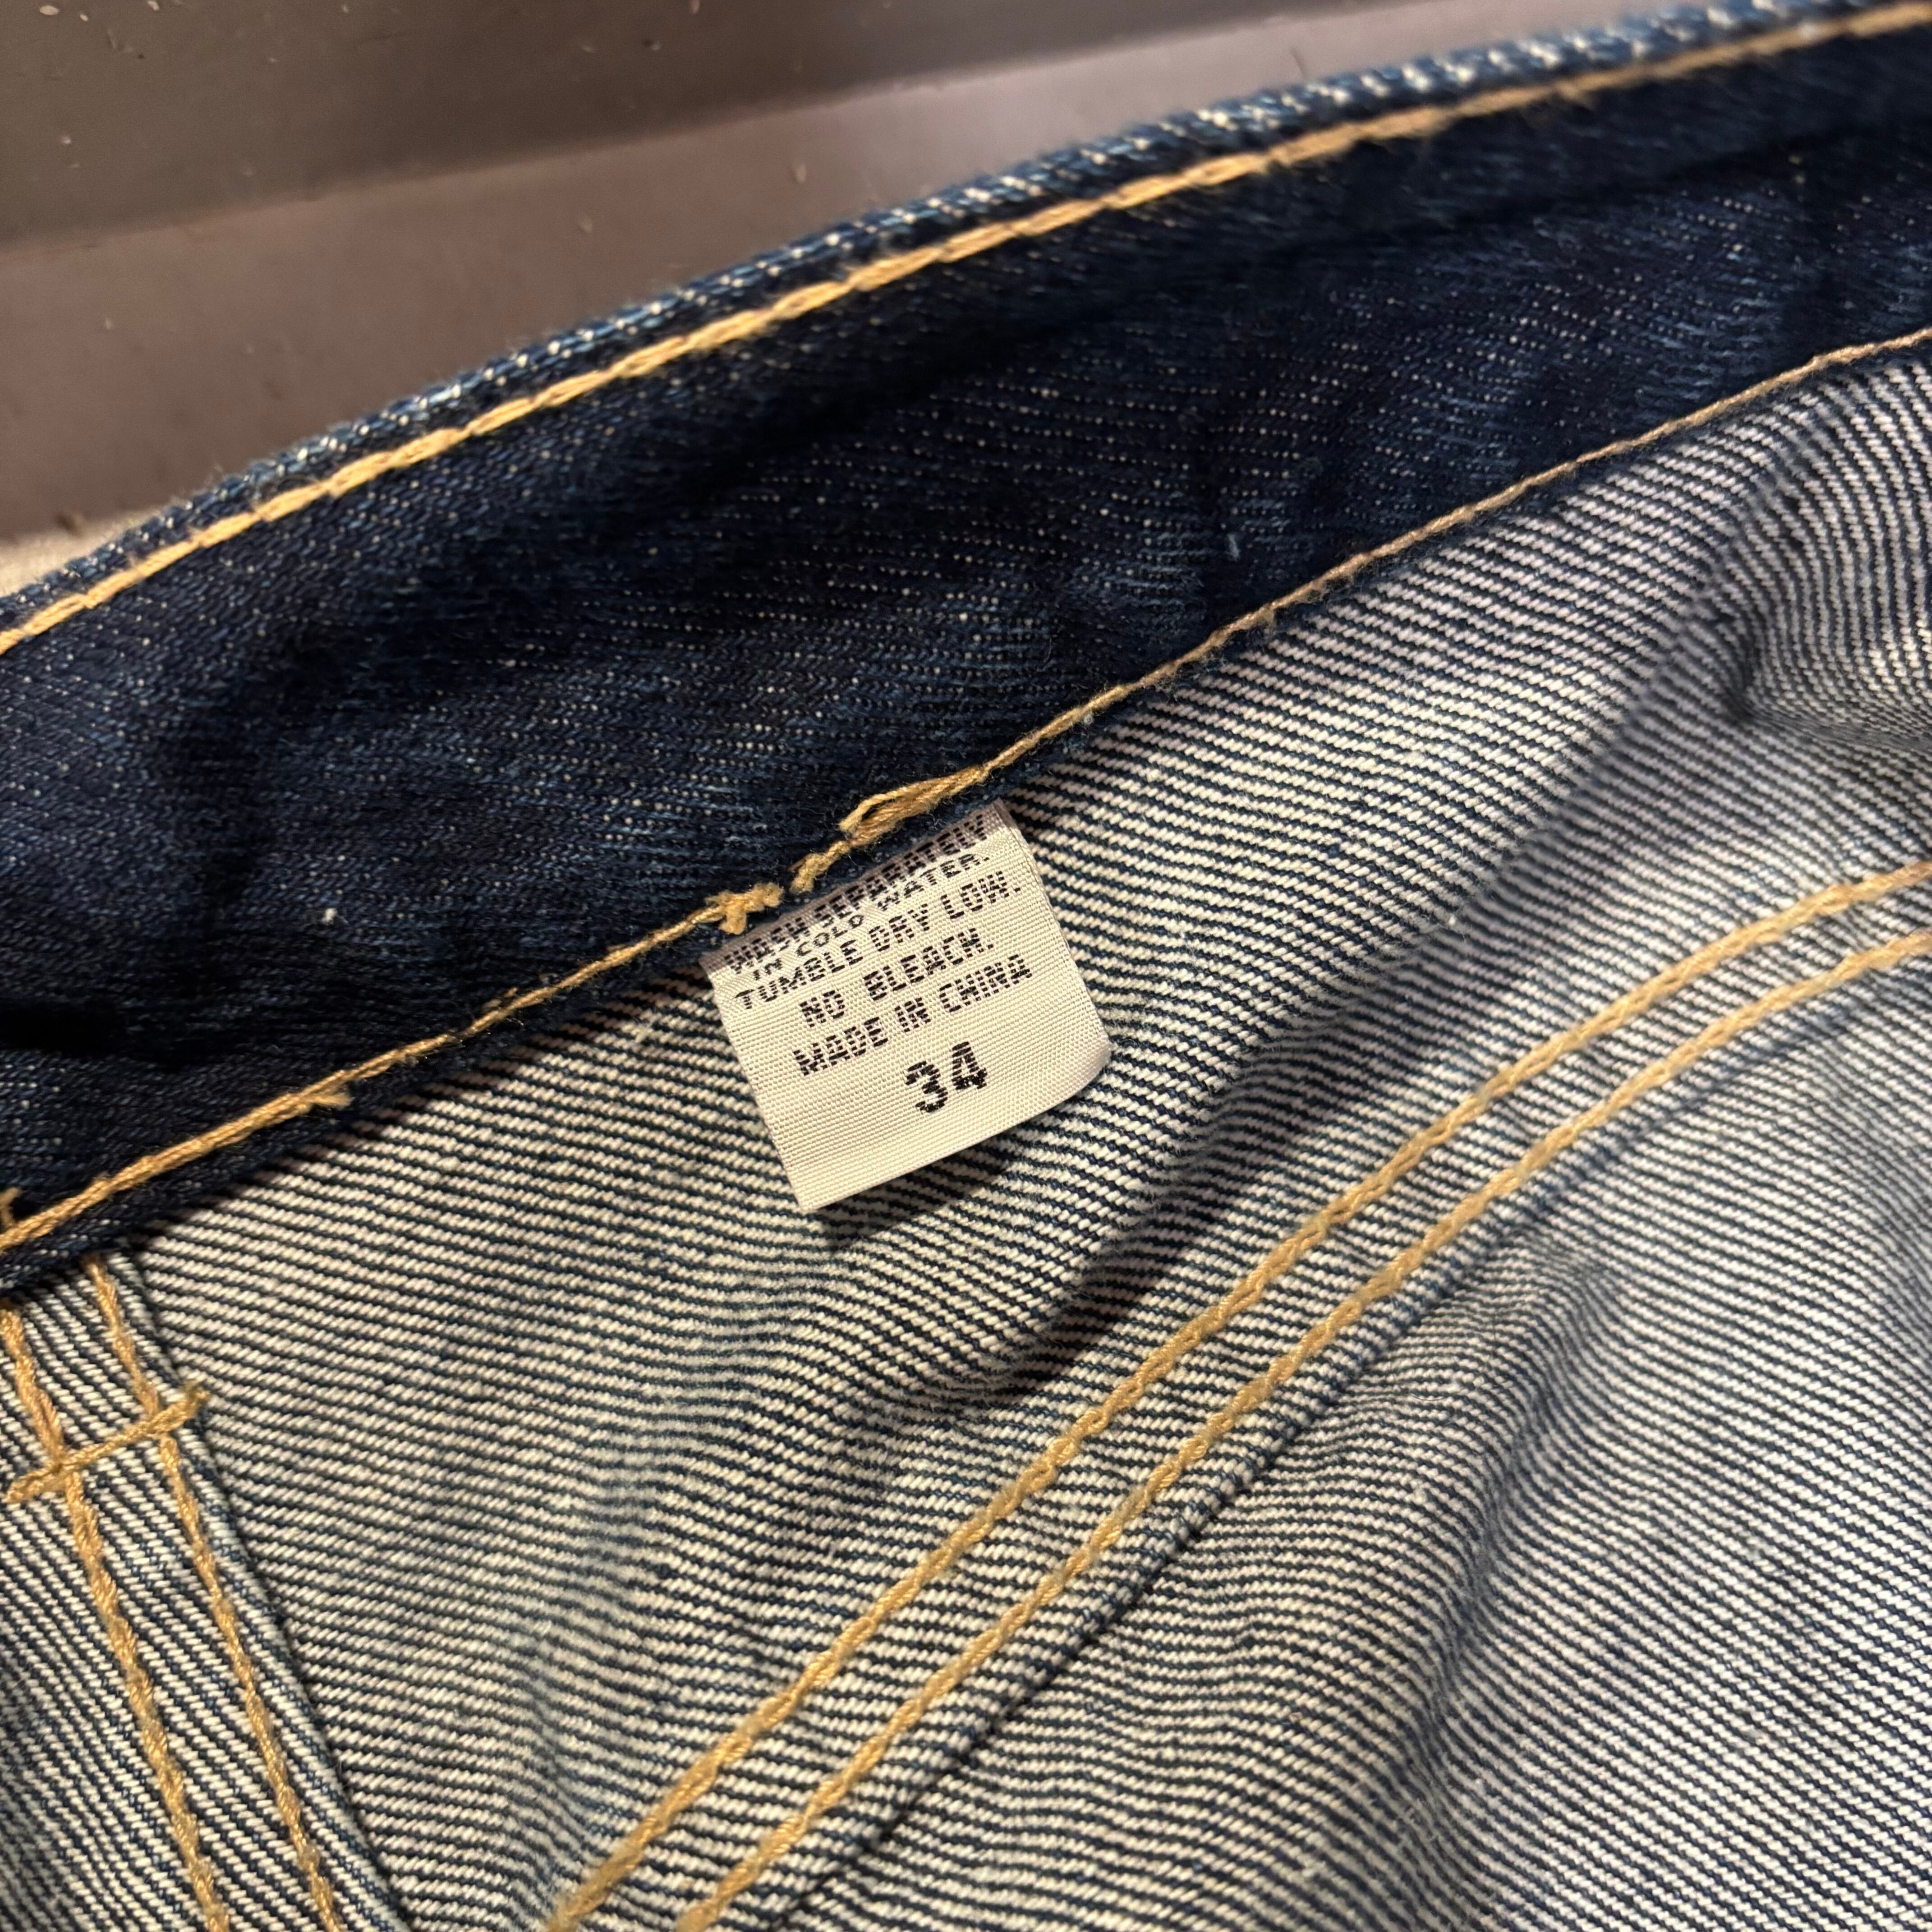 WASH SEPARATELY
IN COLD WATER.
TUMBLE DRY LOW.
NO BLEACH.
MADE IN CHINA
34